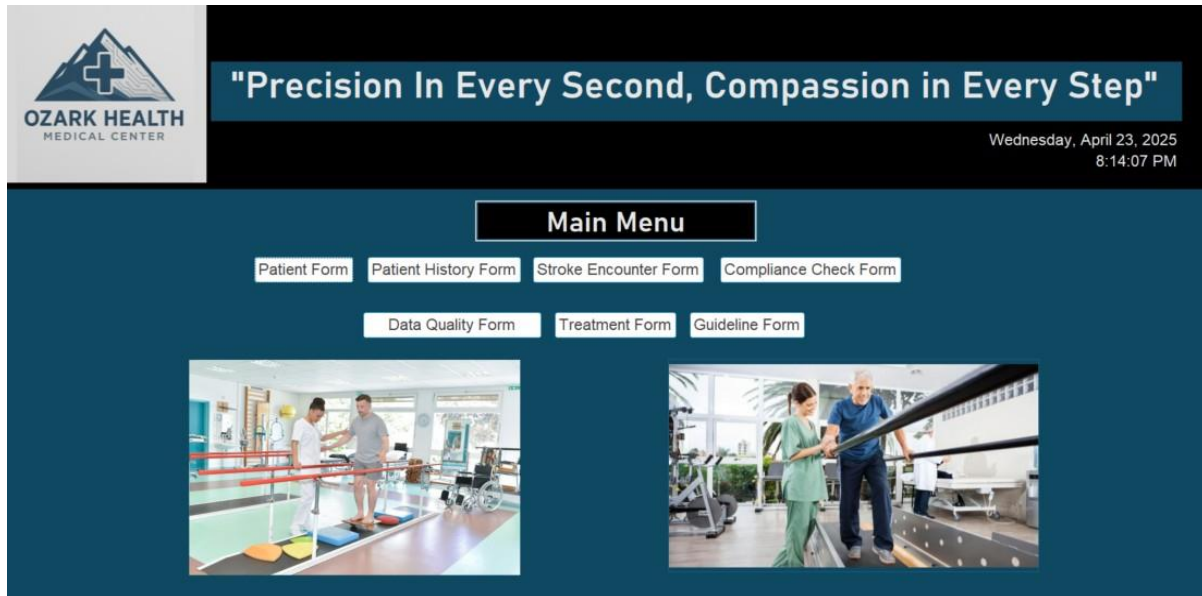 OZARK HEALTH
MEDICAL CENTER
"Precision In Every Second, Compassion in Every Step"
Wednesday, April 23, 2025
8:14:07 PM
Main Menu
Patient Form Patient History Form Stroke Encounter Form Compliance Check Form
Data Quality Form Treatment Form Guideline Form